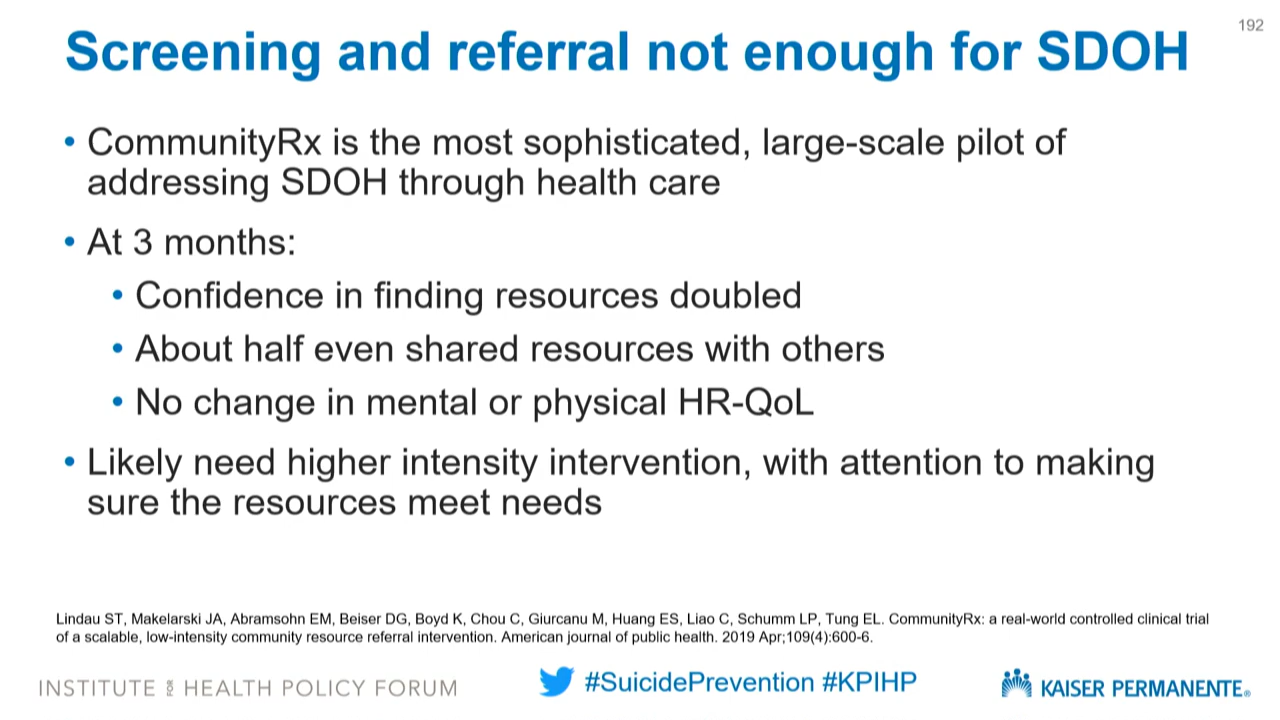 192
Screening and referral not enough for SDOH
• CommunityRx is the most sophisticated, large-scale pilot of
addressing SDOH through health care
• At 3 months:
• Confidence in finding resources doubled
• About half even shared resources with others
• No change in mental or physical HR-QoL
• Likely need higher intensity intervention, with attention to making
sure the resources meet needs
Lindau ST, Makelarski JA, Abramsohn EM, Beiser DG, Boyd K, Chou C, Giurcanu M, Huang ES, Liao C, Schumm LP, Tung EL. CommunityRx: a real-world controlled clinical trial
of a scalable, low-intensity community resource referral intervention. American journal of public health. 2019 Apr;109(4):600-6.
INSTITUTE FOR HEALTH POLICY FORUM
#SuicidePrevention #KPIHP
KAISER PERMANENTE®